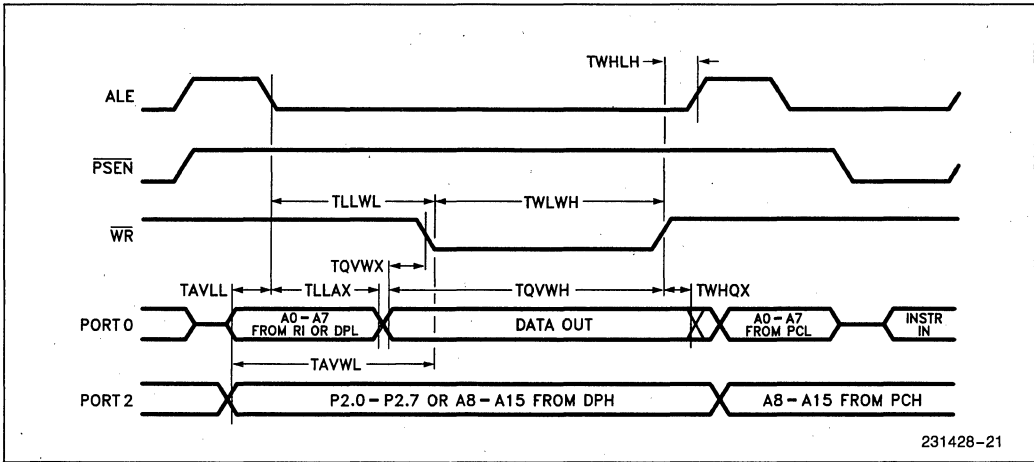 TWHLH
ALE
PSEN
TLLWL
TWLWH
WR
TQVWX
TAVLL
TLLAX
TQVWH
TWHQX
PORT 0
A0–A7
FROM RI OR DPL
DATA OUT
A0–A7
FROM PCL
INSTR
IN
TAVWL
PORT 2
P2.0–P2.7 OR A8–A15 FROM DPH
A8–A15 FROM PCH
231428–21